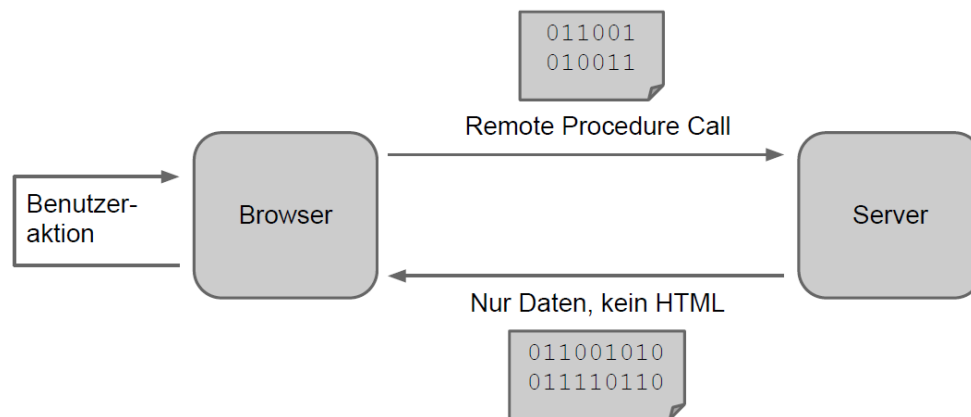 011001
010011
Remote Procedure Call
Benutzer-
aktion
Browser
Server
Nur Daten, kein HTML
011001010
011110110